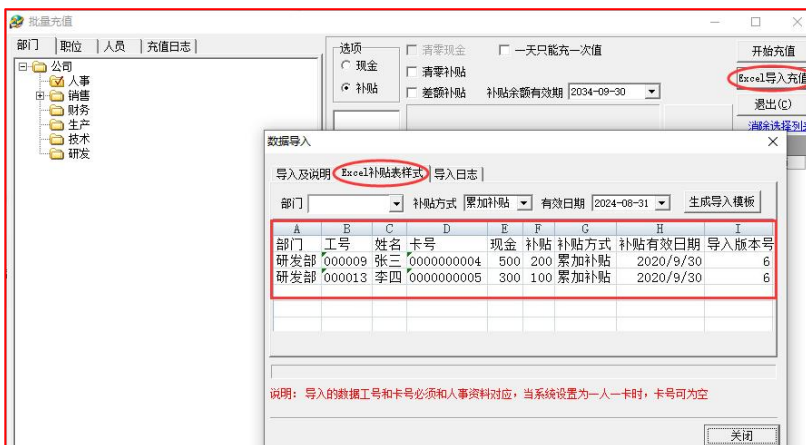 批量充值
部门 职位 人员 充值日志
公司
人事
销售
财务
生产
技术
研发
选项
现金
补贴
清零现金
清零补贴
差额补贴
一天只能充一次值
补贴余额有效期 2034-09-30
开始充值
Excel导入充值
退出(C)
清除选择列表
数据导入
导入及说明 Excel补贴表样式 导入日志
部门 补贴方式 累加补贴 有效日期 2024-08-31 生成导入模板
A B C D E F G H I
部门 工号 姓名 卡号 现金 补贴 补贴方式 补贴有效日期 导入版本号
研发部 000009 张三 0000000004 500 200 累加补贴 2020/9/30 6
研发部 000013 李四 0000000005 300 100 累加补贴 2020/9/30 6
说明: 导入的数据工号和卡号必须和人事资料对应,当系统设置为一人一卡时,卡号可为空
关闭